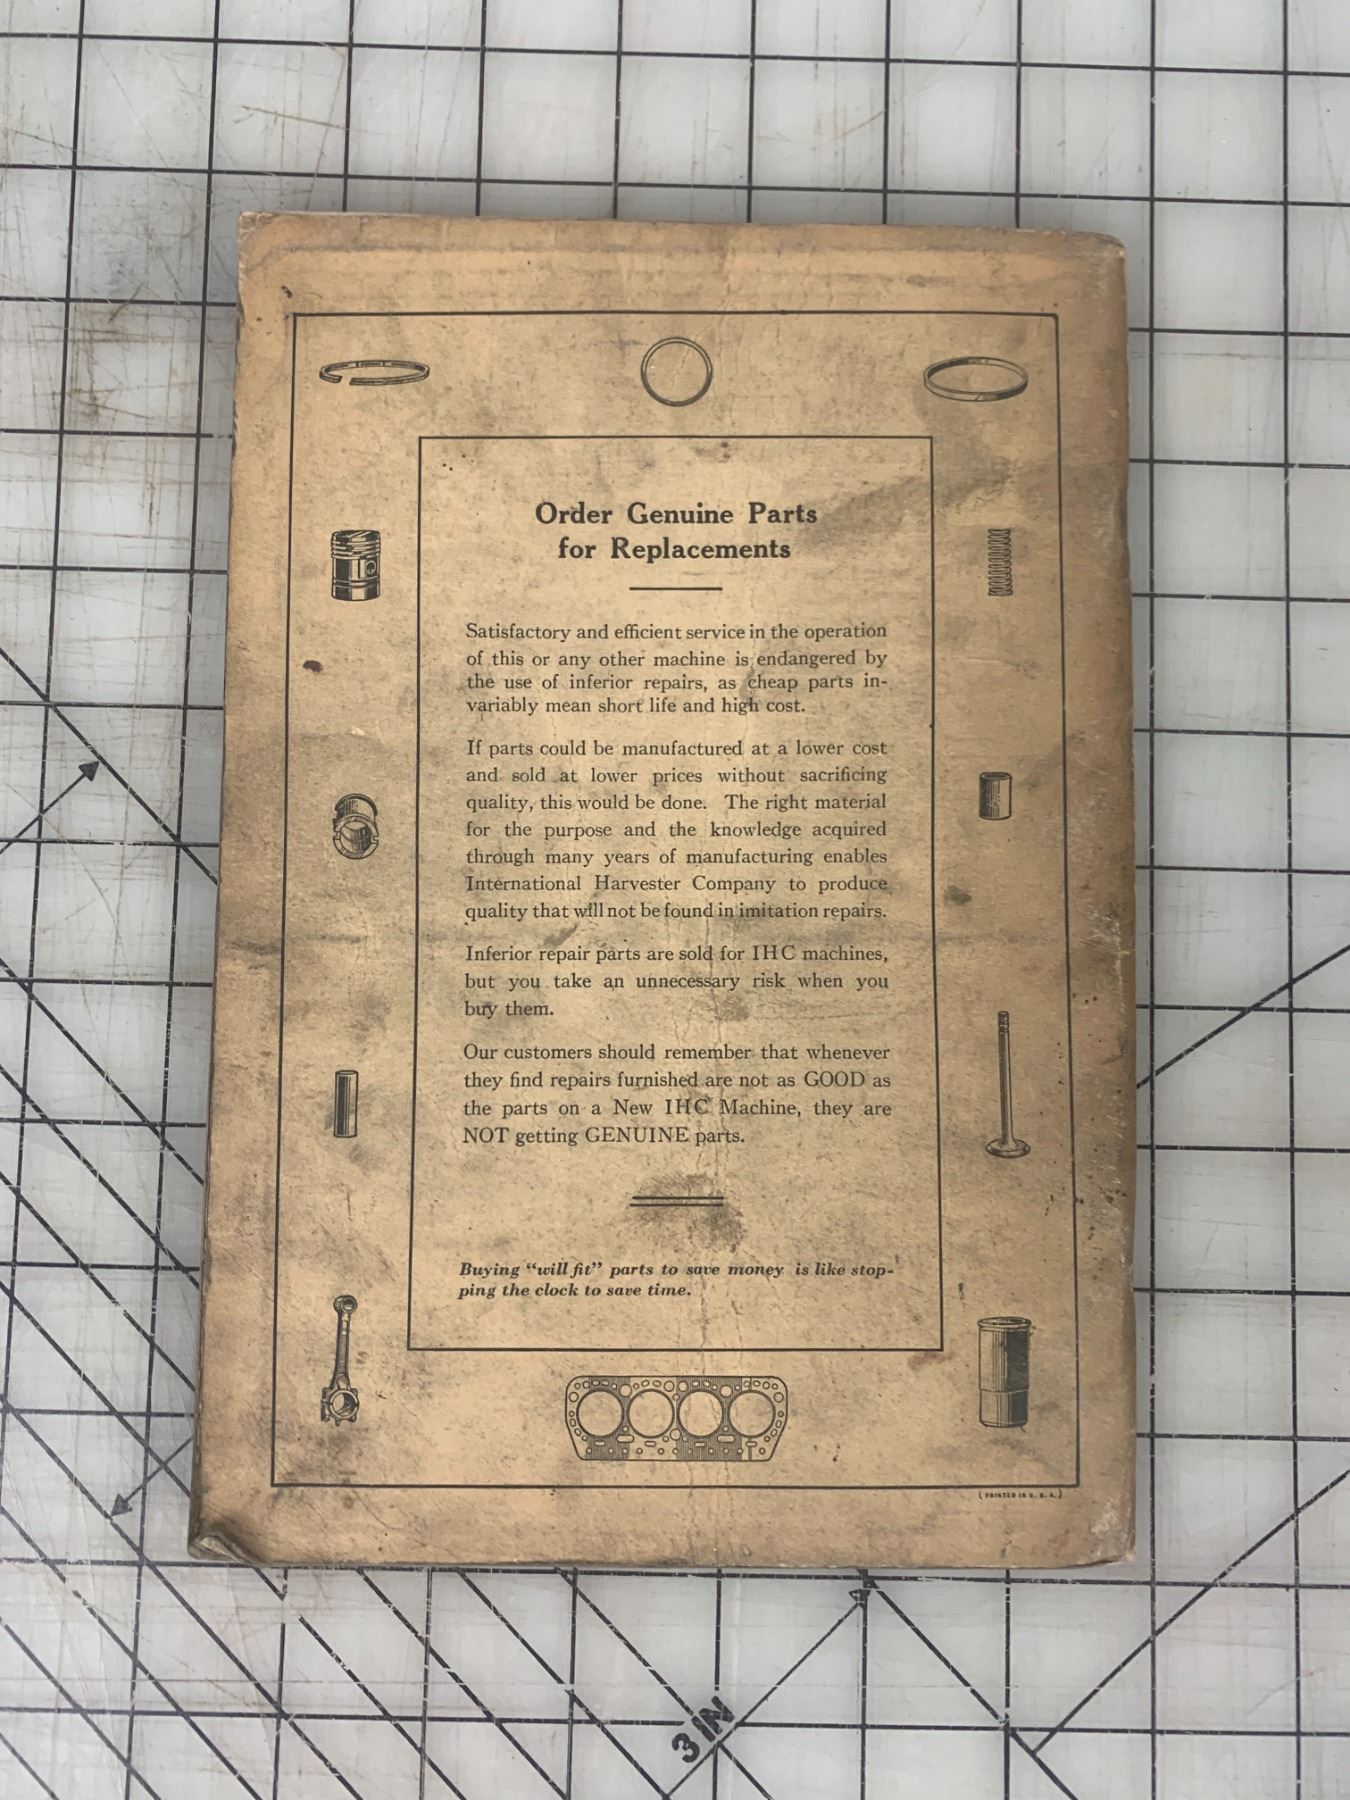 Order Genuine Parts
for Replacements
Satisfactory and efficient service in the operation
of this or any other machine is endangered by
the use of inferior repairs, as cheap parts in-
variably mean short life and high cost.
If parts could be manufactured at a lower cost
and sold at lower prices without sacrificing
quality, this would be done. The right material
for the purpose and the knowledge acquired
through many years of manufacturing enables
International Harvester Company to produce
quality that will not be found in imitation repairs.
Inferior repair parts are sold for IHC machines,
but you take an unnecessary risk when you
buy them.
Our customers should remember that whenever
they find repairs furnished are not as GOOD as
the parts on a New IHC Machine, they are
NOT getting GENUINE parts.
Buying “will fit” parts to save money is like stop-
ping the clock to save time.
(PRINTED IN U. S. A.)
3 IN